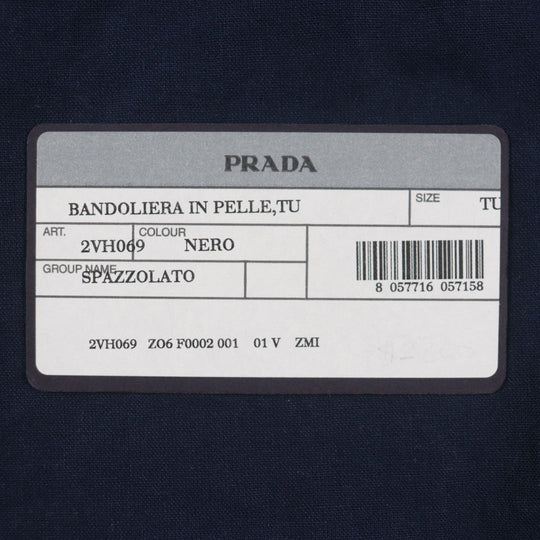 PRADA
BANDOLIERA IN PELLE,TU
SIZE TU
ART. 2VH069 COLOUR NERO
GROUP NAME SPAZZOLATO
8 057716 057158
2VH069 ZO6 F0002 001 01 V ZMI